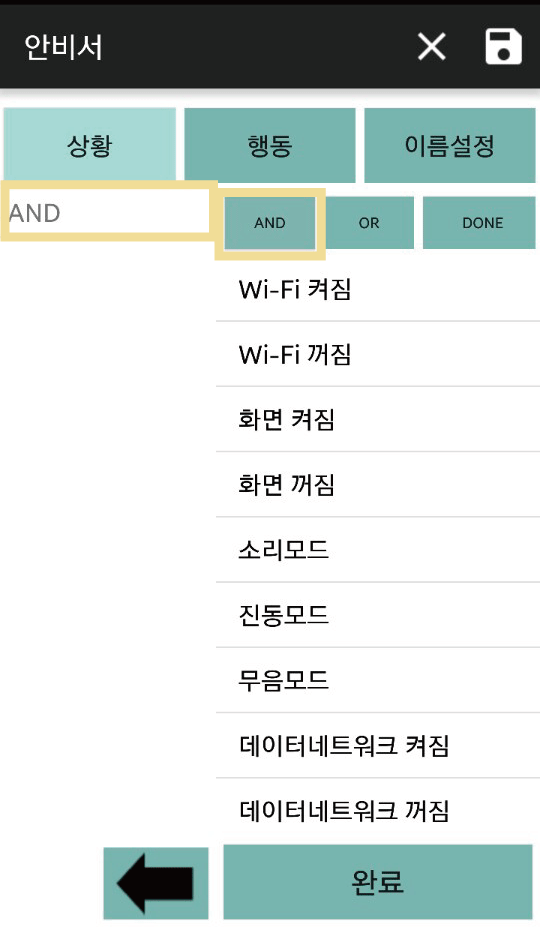 안비서
상황 행동 이름설정
AND AND OR DONE
Wi-Fi 켜짐
Wi-Fi 꺼짐
화면 켜짐
화면 꺼짐
소리모드
진동모드
무음모드
데이터네트워크 켜짐
데이터네트워크 꺼짐
완료